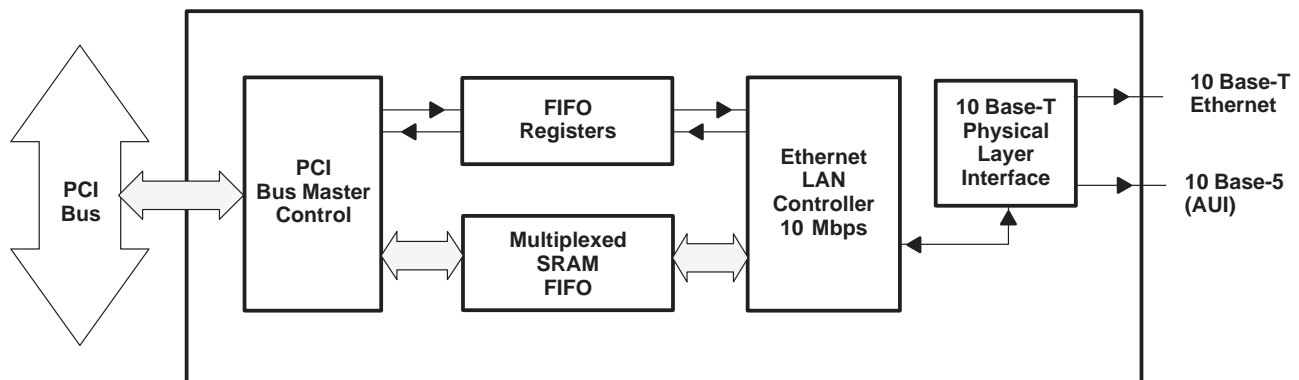 PCI
Bus
PCI
Bus Master
Control
FIFO
Registers
Multiplexed
SRAM
FIFO
Ethernet
LAN
Controller
10 Mbps
10 Base-T
Physical
Layer
Interface
10 Base-T
Ethernet
10 Base-5
(AUI)